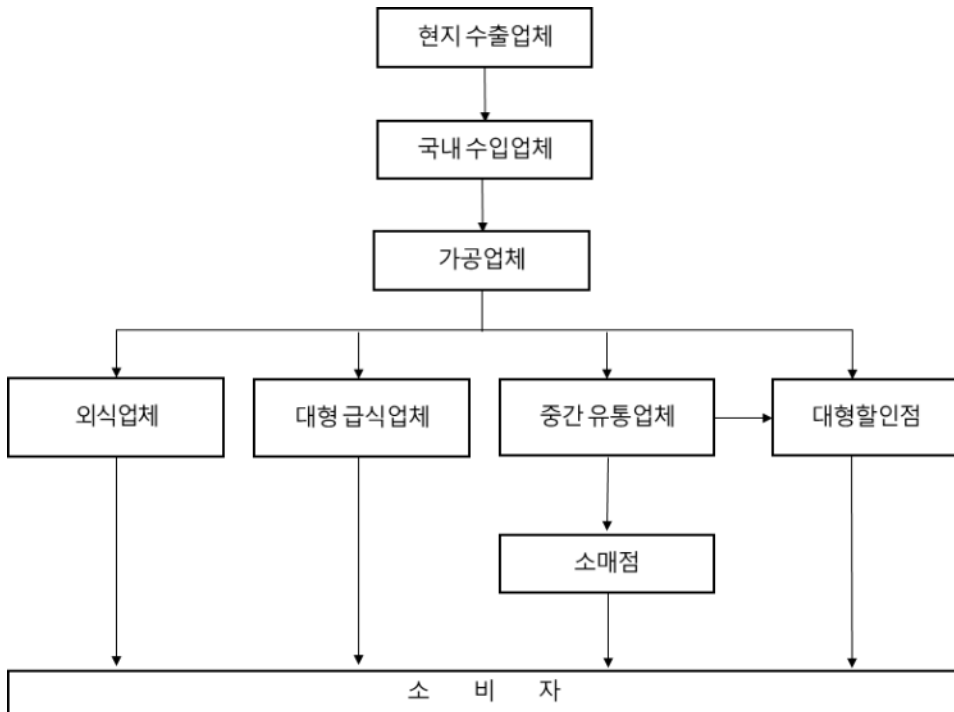 현지 수출업체
국내 수입업체
가공업체
외식업체
대형 급식업체
중간 유통업체
대형할인점
소매점
소 비 자